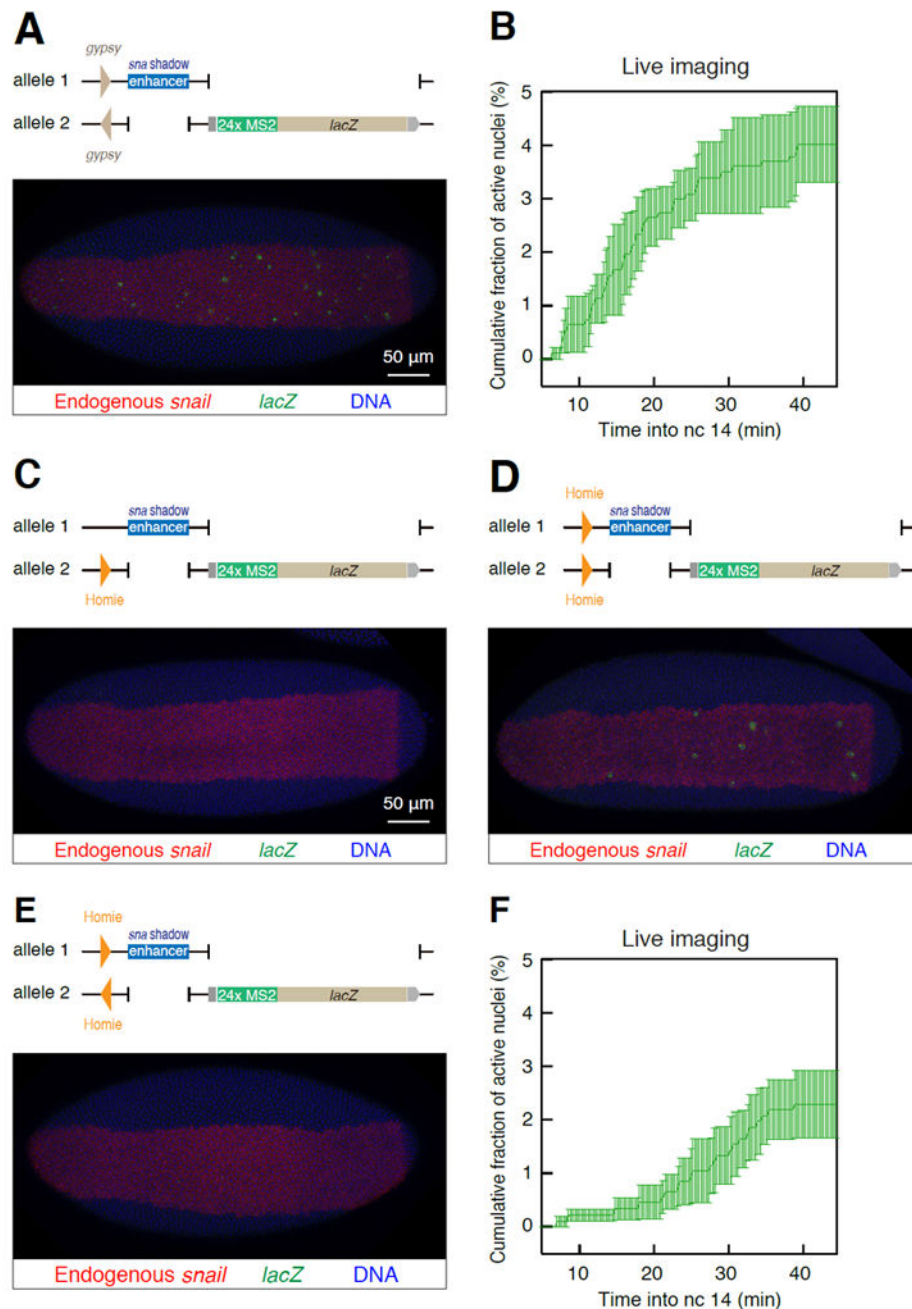 A
gypsy
sna shadow
allele 1
enhancer
allele 2
24x MS2
lacZ
gypsy
50 µm
Endogenous snail lacZ DNA
B
Live imaging
Cumulative fraction of active nuclei (%)
5
4
3
2
1
0
10 20 30 40
Time into nc 14 (min)
C
sna shadow
allele 1
enhancer
allele 2
24x MS2
lacZ
Homie
50 µm
Endogenous snail lacZ DNA
D
Homie
sna shadow
allele 1
enhancer
allele 2
24x MS2
lacZ
Homie
Endogenous snail lacZ DNA
E
Homie
sna shadow
allele 1
enhancer
allele 2
24x MS2
lacZ
Homie
Endogenous snail lacZ DNA
F
Live imaging
Cumulative fraction of active nuclei (%)
5
4
3
2
1
0
10 20 30 40
Time into nc 14 (min)